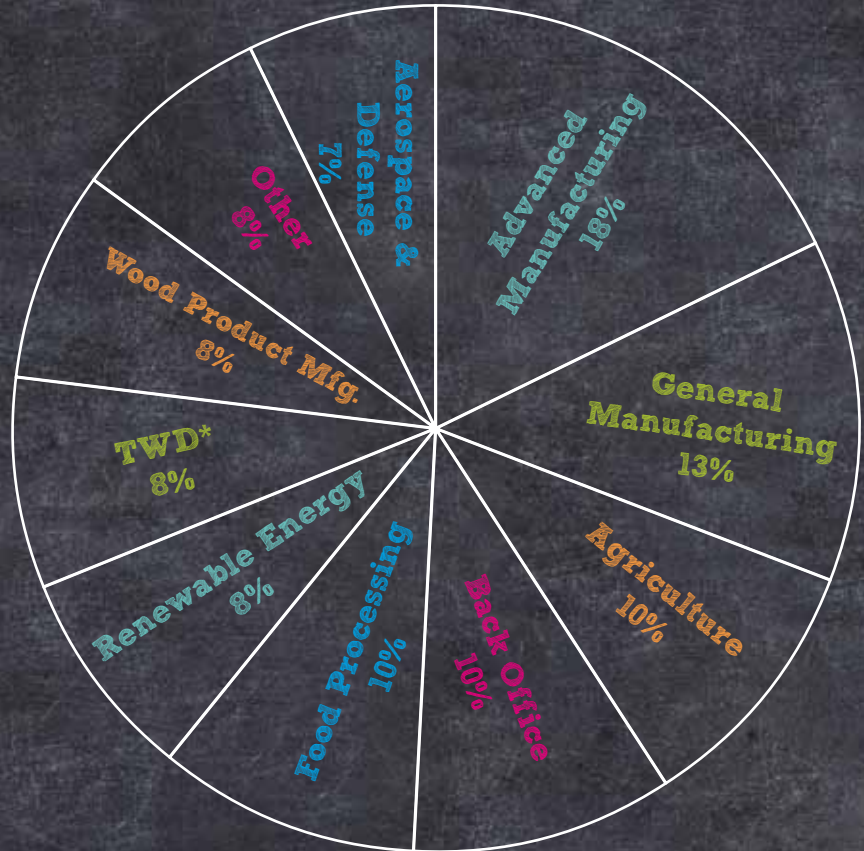 Advanced
Manufacturing
18%
General
Manufacturing
13%
Agriculture
10%
Back Office
10%
Food Processing
10%
Renewable Energy
8%
TWD*
8%
Wood Product Mfg.
8%
Other
8%
Aerospace &
Defense
7%